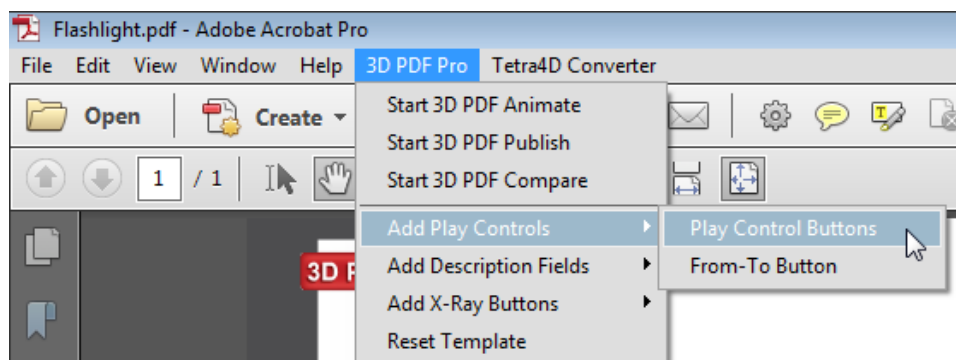 Flashlight.pdf - Adobe Acrobat Pro
File Edit View Window Help 3D PDF Pro Tetra4D Converter
Open Create
Start 3D PDF Animate
Start 3D PDF Publish
Start 3D PDF Compare
1 / 1
Add Play Controls
Play Control Buttons
Add Description Fields
From-To Button
Add X-Ray Buttons
Reset Template
3D